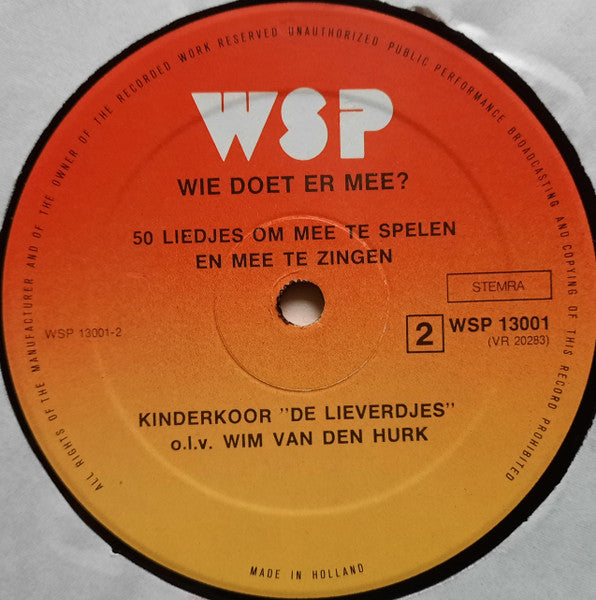 ALL RIGHTS OF THE MANUFACTURER AND OF THE OWNER OF THE RECORDED WORK RESERVED UNAUTHORIZED PUBLIC PERFORMANCE BROADCASTING AND COPYING OF THIS RECORD PROHIBITED
WSP
WIE DOET ER MEE?
50 LIEDJES OM MEE TE SPELEN
EN MEE TE ZINGEN
STEMRA
WSP 13001-2
2 WSP 13001
(VR 20283)
KINDERKOOR "DE LIEVERDJES"
o.l.v. WIM VAN DEN HURK
MADE IN HOLLAND